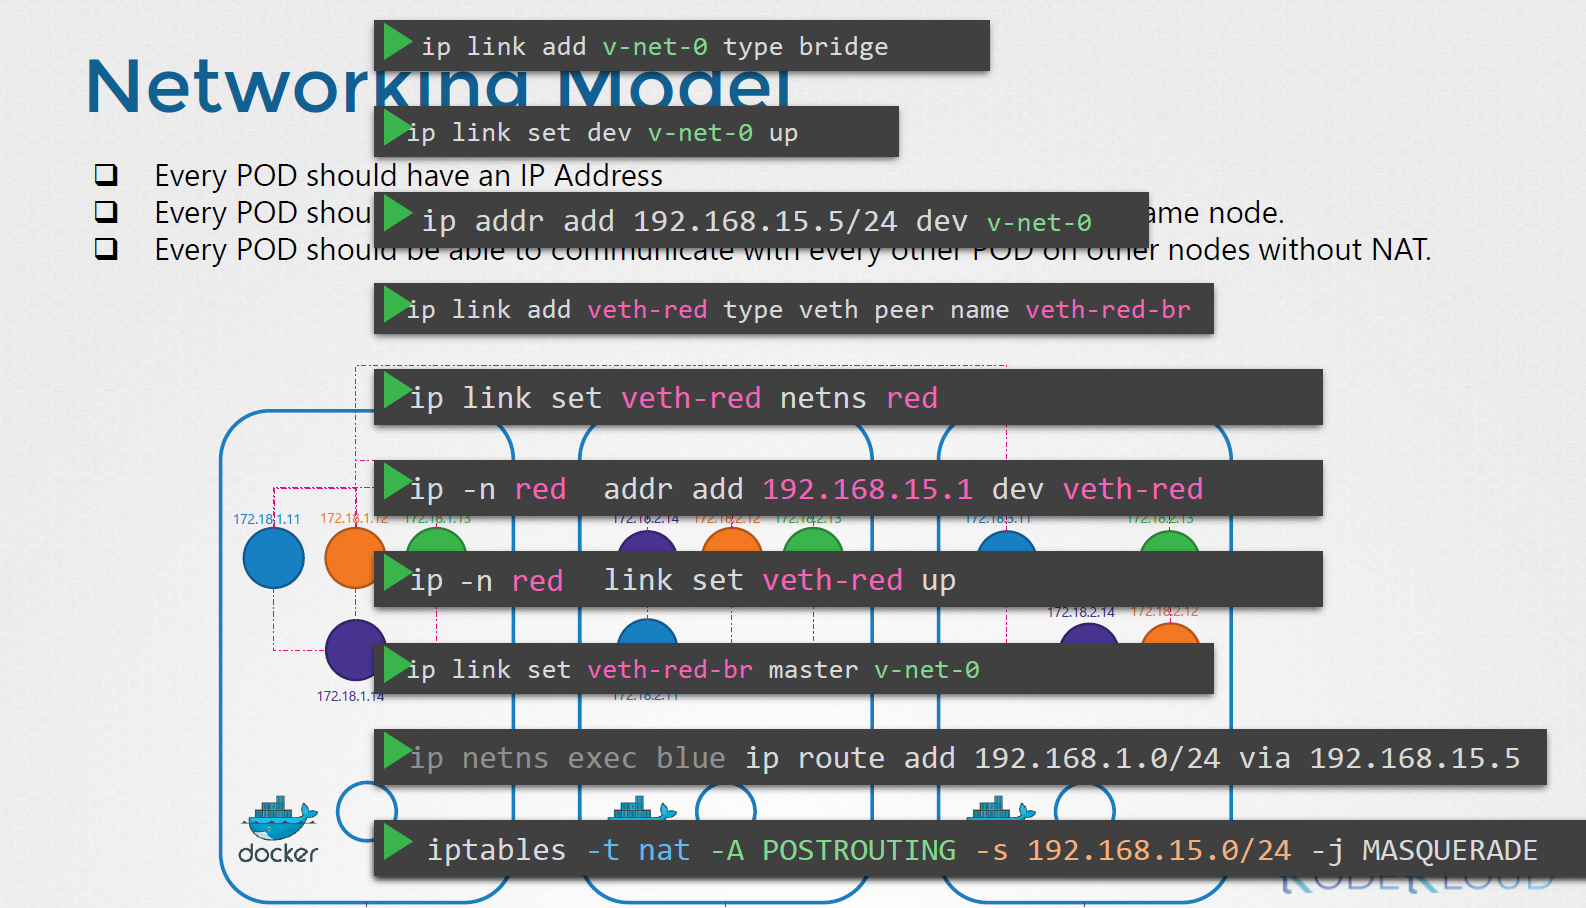 ip link add v-net-0 type bridge
Networking Model
ip link set dev v-net-0 up
Every POD should have an IP Address
Every POD shou ame node.
ip addr add 192.168.15.5/24 dev v-net-0
Every POD should be able to communicate with every other POD on other nodes without NAT.
ip link add veth-red type veth peer name veth-red-br
ip link set veth-red netns red
ip -n red addr add 192.168.15.1 dev veth-red
172.18.1.11 172.18.1.12 172.18.1.13 172.18.2.14 172.18.2.12 172.18.2.13 172.18.3.11 172.18.2.13
ip -n red link set veth-red up
172.18.2.14 172.18.2.12
ip link set veth-red-br master v-net-0
172.18.1.14 172.18.2.11
ip netns exec blue ip route add 192.168.1.0/24 via 192.168.15.5
docker
iptables -t nat -A POSTROUTING -s 192.168.15.0/24 -j MASQUERADE
KODEKLOUD